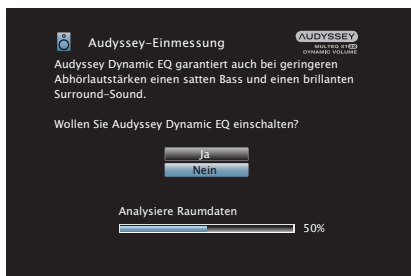 Audyssey-Einmessung
AUDYSSEY
MULTEQ XT32
DYNAMIC VOLUME
Audyssey Dynamic EQ garantiert auch bei geringeren
Abhörlautstärken einen satten Bass und einen brillanten
Surround-Sound.
Wollen Sie Audyssey Dynamic EQ einschalten?
Ja
Nein
Analysiere Raumdaten
50%